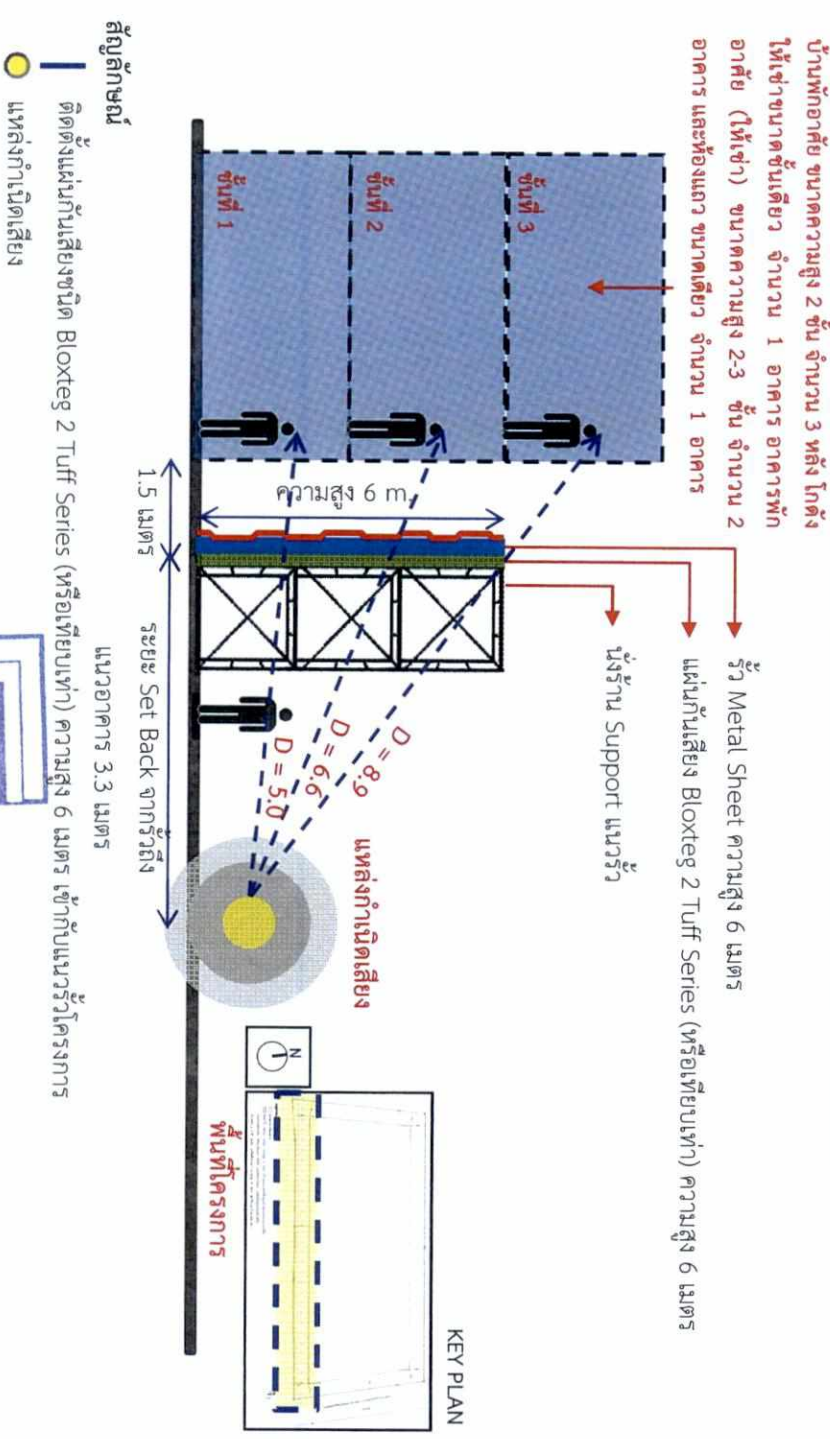 บ้านพักอาศัย ขนาดความสูง 2 ชั้น จำนวน 3 หลัง โกดัง
ให้เช่าขนาดชั้นเดียว จำนวน 1 อาคาร อาคารพัก
อาศัย (ให้เช่า) ขนาดความสูง 2-3 ชั้น จำนวน 2
อาคาร และห้องแถว ขนาดเดียว จำนวน 1 อาคาร
รั้ว Metal Sheet ความสูง 6 เมตร
แผ่นกันเสียง Bloxteg 2 Tuff Series (หรือเทียบเท่า) ความสูง 6 เมตร
นั่งร้าน Support แนวรั้ว
ชั้นที่ 3
ชั้นที่ 2
ชั้นที่ 1
ความสูง 6 m.
D = 8.9
D = 6.6
D = 5.0
แหล่งกำเนิดเสียง
1.5 เมตร
ระยะ Set Back จากรั้วถึง
แนวอาคาร 3.3 เมตร
KEY PLAN
N
พื้นที่โครงการ
สัญลักษณ์
ติดตั้งแผ่นกันเสียงชนิด Bloxteg 2 Tuff Series (หรือเทียบเท่า) ความสูง 6 เมตร เข้ากับแนวรั้วโครงการ
แหล่งกำเนิดเสียง